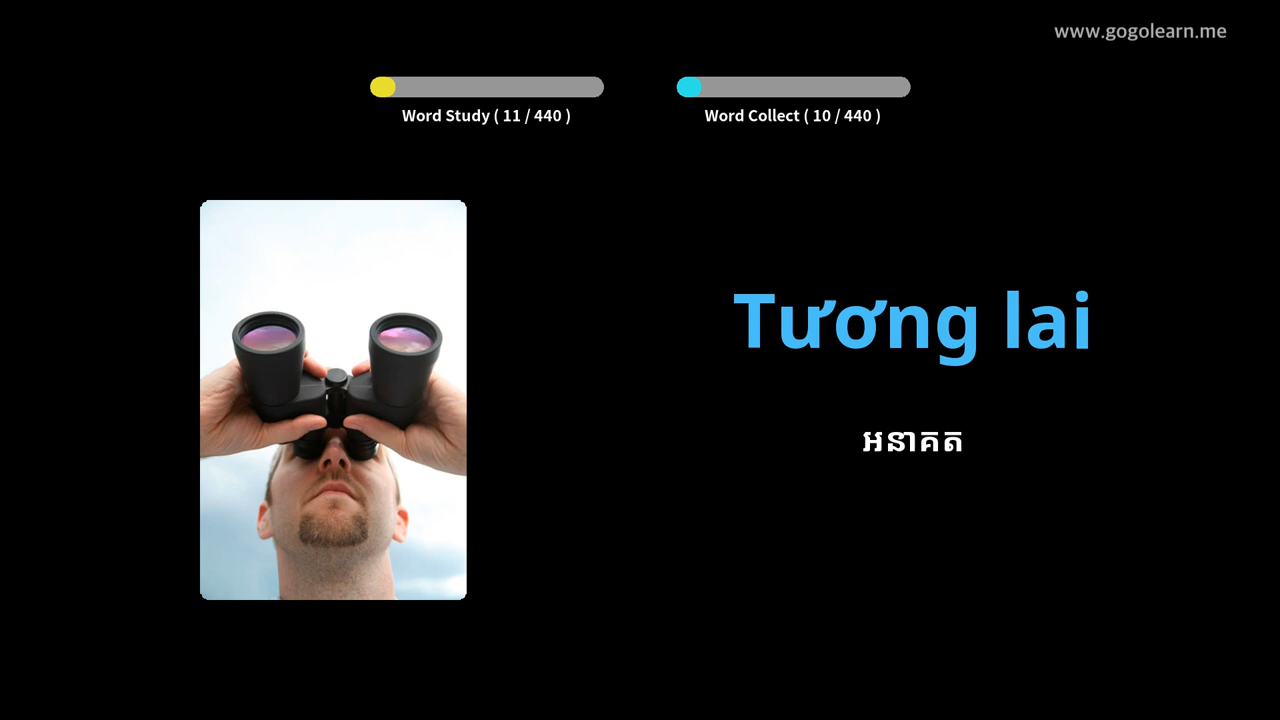 www.gogolearn.me
Word Study ( 11 / 440 )
Word Collect ( 10 / 440 )
Tương lai
អនាគត